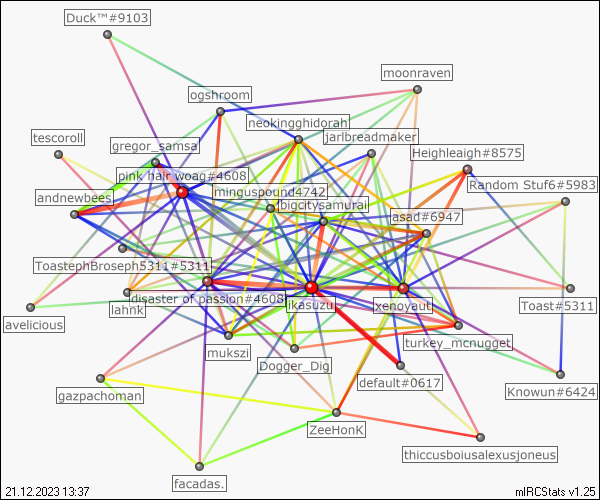 Duck™#9103
moonraven
ogshroom
neokingghidorah
tescoroll
gregor_samsa
jarlbreadmaker
Heighleaigh#8575
pink hair woag#4608
Random Stuf6#5983
andnewbees
minguspound4742
bigcitysamurai
asad#6947
ToastephBroseph5311#5311
disaster of passion#4608
jkasuzu
xenoyaut
Toast#5311
lahnk
avelicious
mukszi
turkey_mcnugget
Dogger_Dig
default#0617
Knowun#6424
gazpachoman
ZeeHonK
thiccusboiusalexusjoneus
facadas.
21.12.2023 13:37
mIRCStats v1.25